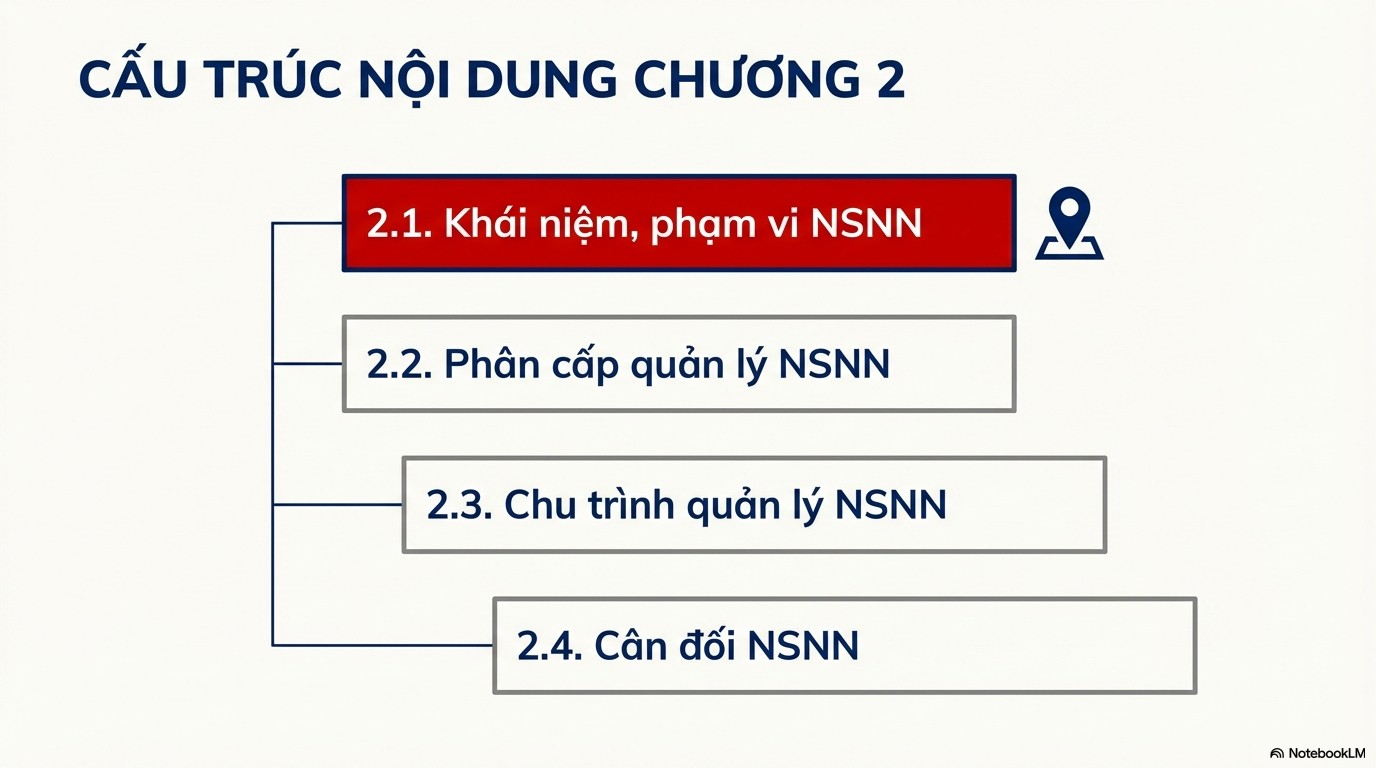 CẤU TRÚC NỘI DUNG CHƯƠNG 2
2.1. Khái niệm, phạm vi NSNN
2.2. Phân cấp quản lý NSNN
2.3. Chu trình quản lý NSNN
2.4. Cân đối NSNN
NotebookLM